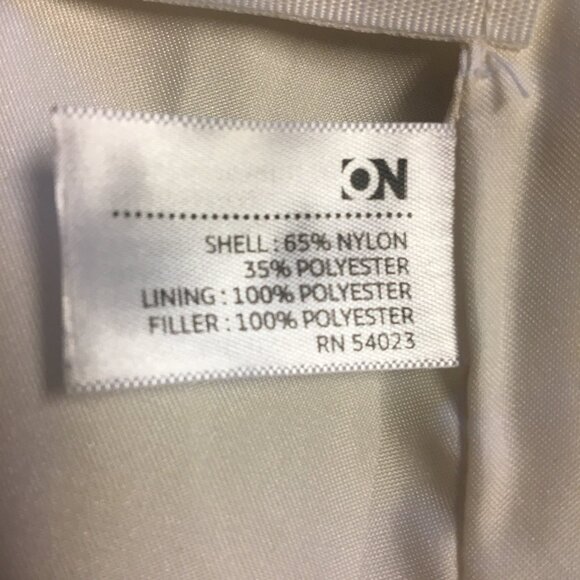 ON
SHELL : 65% NYLON
35% POLYESTER
LINING : 100% POLYESTER
FILLER : 100% POLYESTER
RN 54023